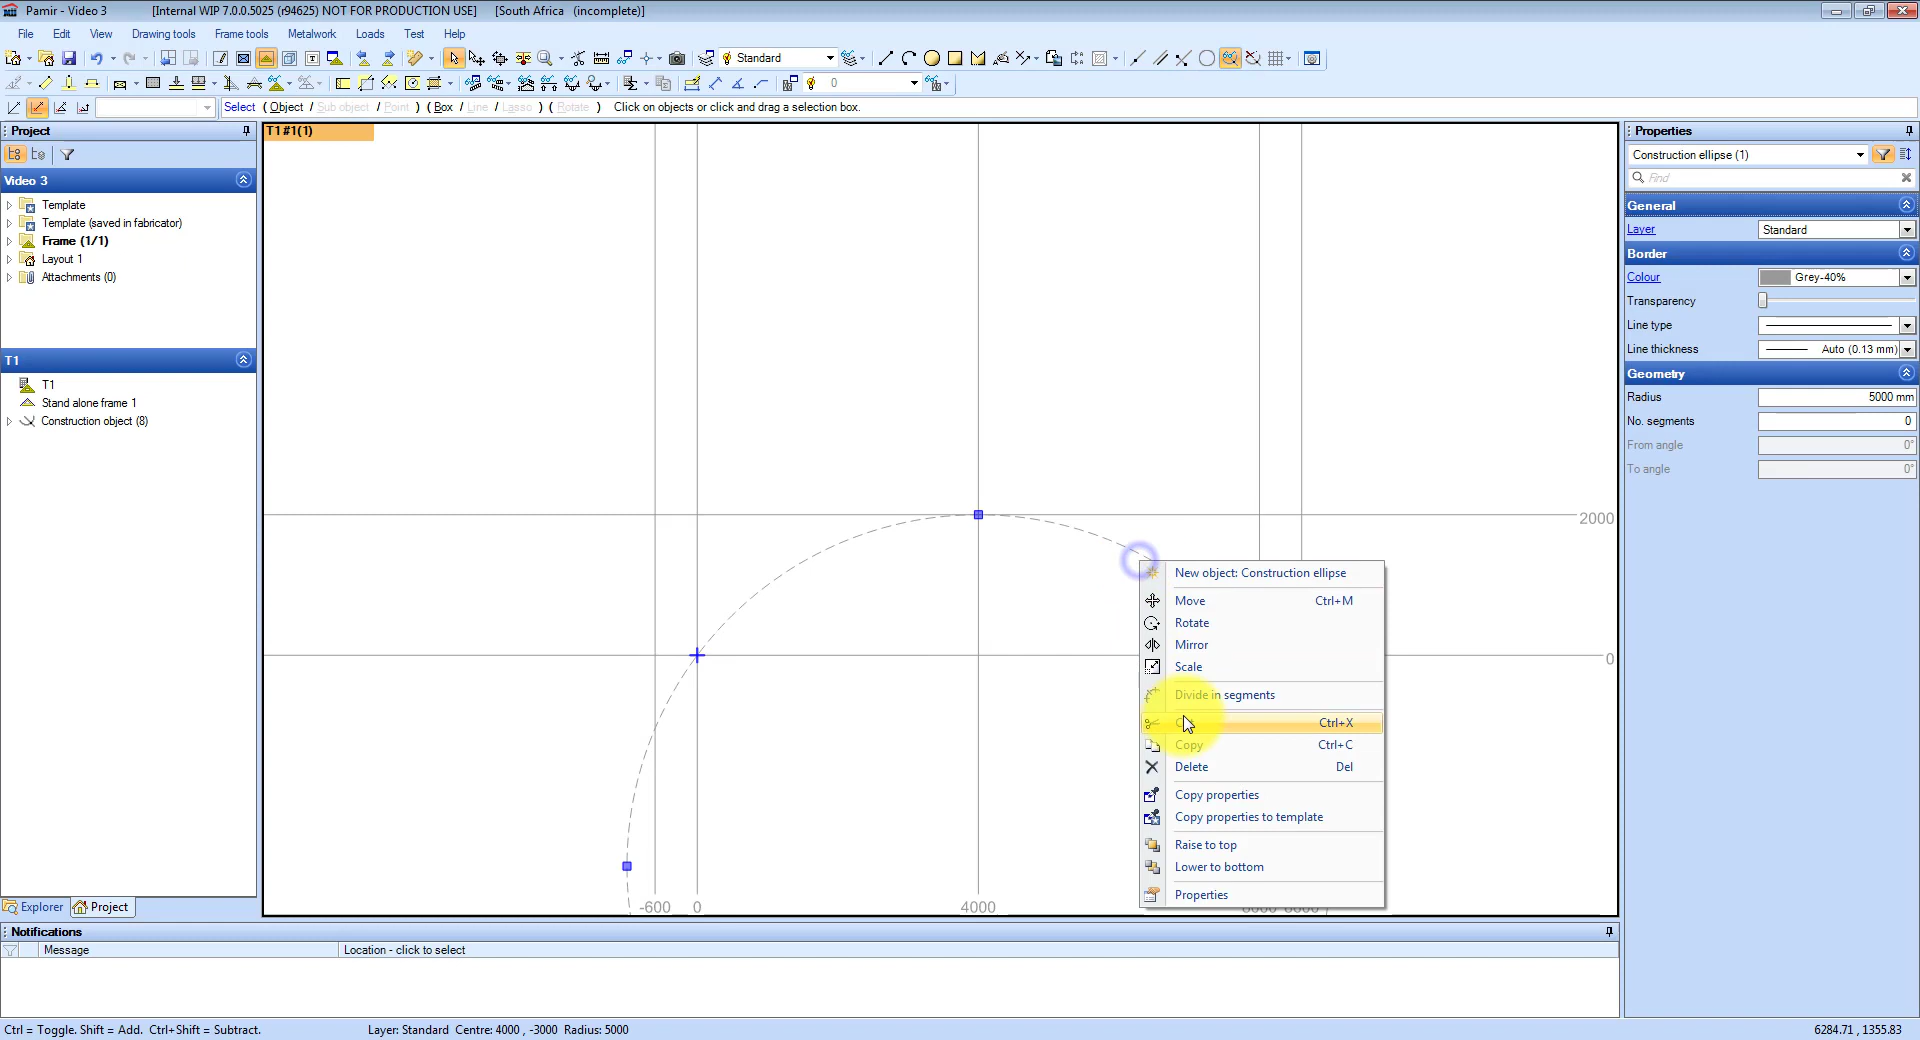 Pamir - Video 3 [Internal WIP 7.0.0.5025 (r94625) NOT FOR PRODUCTION USE] [South Africa (incomplete)]
File Edit View Drawing tools Frame tools Metalwork Loads Test Help
Standard
0
Select ( Object / Sub object / Point ) ( Box / Line / Lasso ) ( Rotate ) Click on objects or click and drag a selection box.
Project
Video 3
Template
Template (saved in fabricator)
Frame (1/1)
Layout 1
Attachments (0)
T1
T1
Stand alone frame 1
Construction object (8)
Explorer Project
T1 #1(1)
2000
0
-600 0 4000
New object: Construction ellipse
Move Ctrl+M
Rotate
Mirror
Scale
Divide in segments
Ctrl+X
Copy Ctrl+C
Delete Del
Copy properties
Copy properties to template
Raise to top
Lower to bottom
Properties
Properties
Construction ellipse (1)
Find
General
Layer Standard
Border
Colour Grey-40%
Transparency
Line type
Line thickness Auto (0.13 mm)
Geometry
Radius 5000 mm
No. segments 0
From angle 0°
To angle 0°
Notifications
Message Location - click to select
Ctrl = Toggle. Shift = Add. Ctrl+Shift = Subtract. Layer: Standard Centre: 4000 , -3000 Radius: 5000 6284.71 , 1355.83